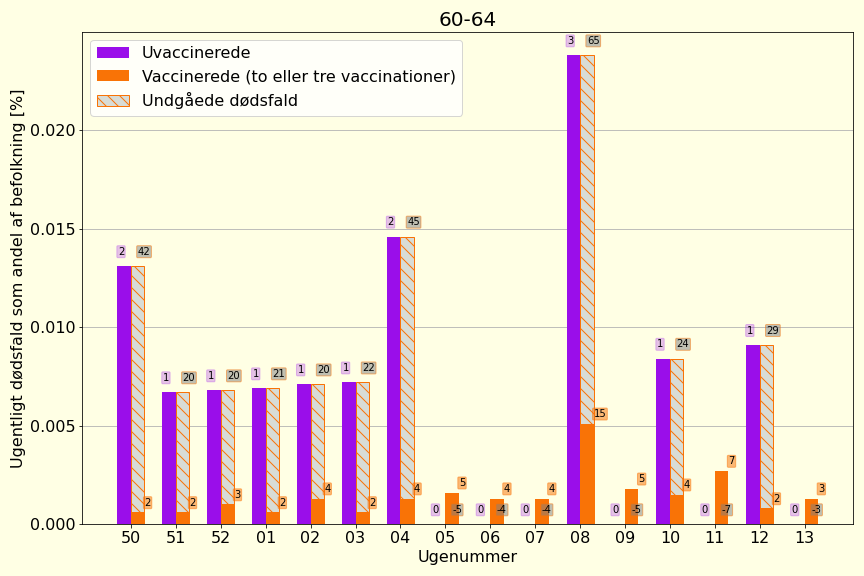 60-64
Uvaccinerede
Vaccinerede (to eller tre vaccinationer)
Undgåede dødsfald
Ugentligt dødsfald som andel af befolkning [%]
0.020
0.015
0.010
0.005
0.000
2 42 2
1 20 2
1 20 3
1 21 2
1 20 4
1 22 2
2 45 4
0 -5 5
0 -4 4
0 -4 4
3 65 15
0 -5 5
1 24 4
0 -7 7
1 29 2
0 -3 3
50 51 52 01 02 03 04 05 06 07 08 09 10 11 12 13
Ugenummer